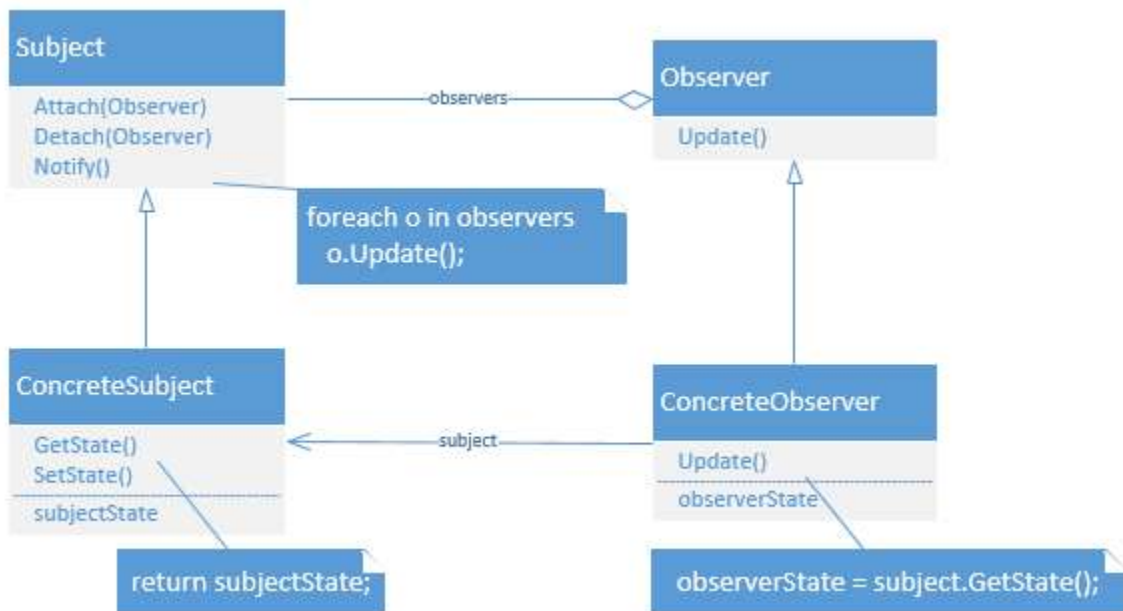 Subject
Attach(Observer)
Detach(Observer)
Notify()
observers
Observer
Update()
foreach o in observers
o.Update();
ConcreteSubject
GetState()
SetState()
subjectState
subject
ConcreteObserver
Update()
observerState
return subjectState;
observerState = subject.GetState();